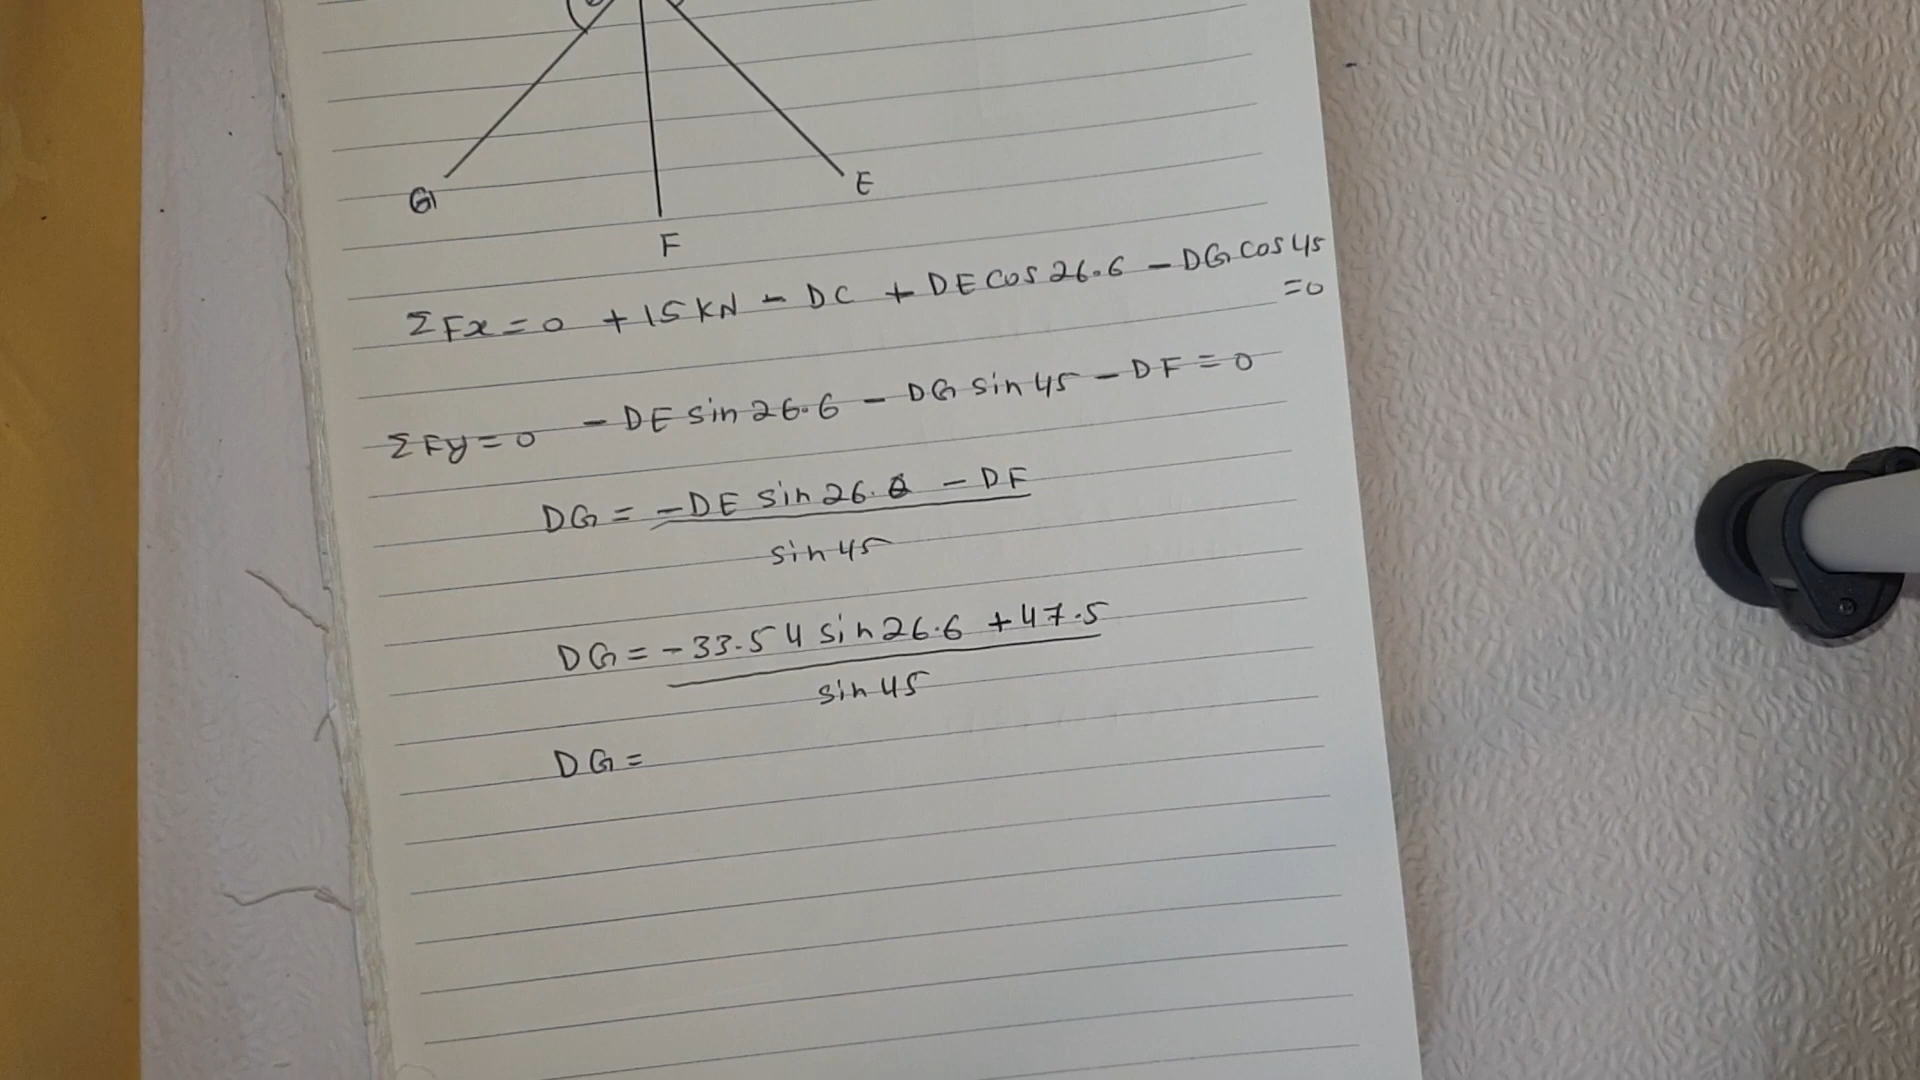 G
E
F
ΣFx=0 +15KN - DC + DE cos 26.6 - DG cos 45
=0
ΣFy=0 -DE sin 26.6 - DG sin 45 - DF = 0
DG = -DE sin 26.6 - DF
sin 45
DG = -33.54 sin 26.6 + 47.5
sin 45
DG =